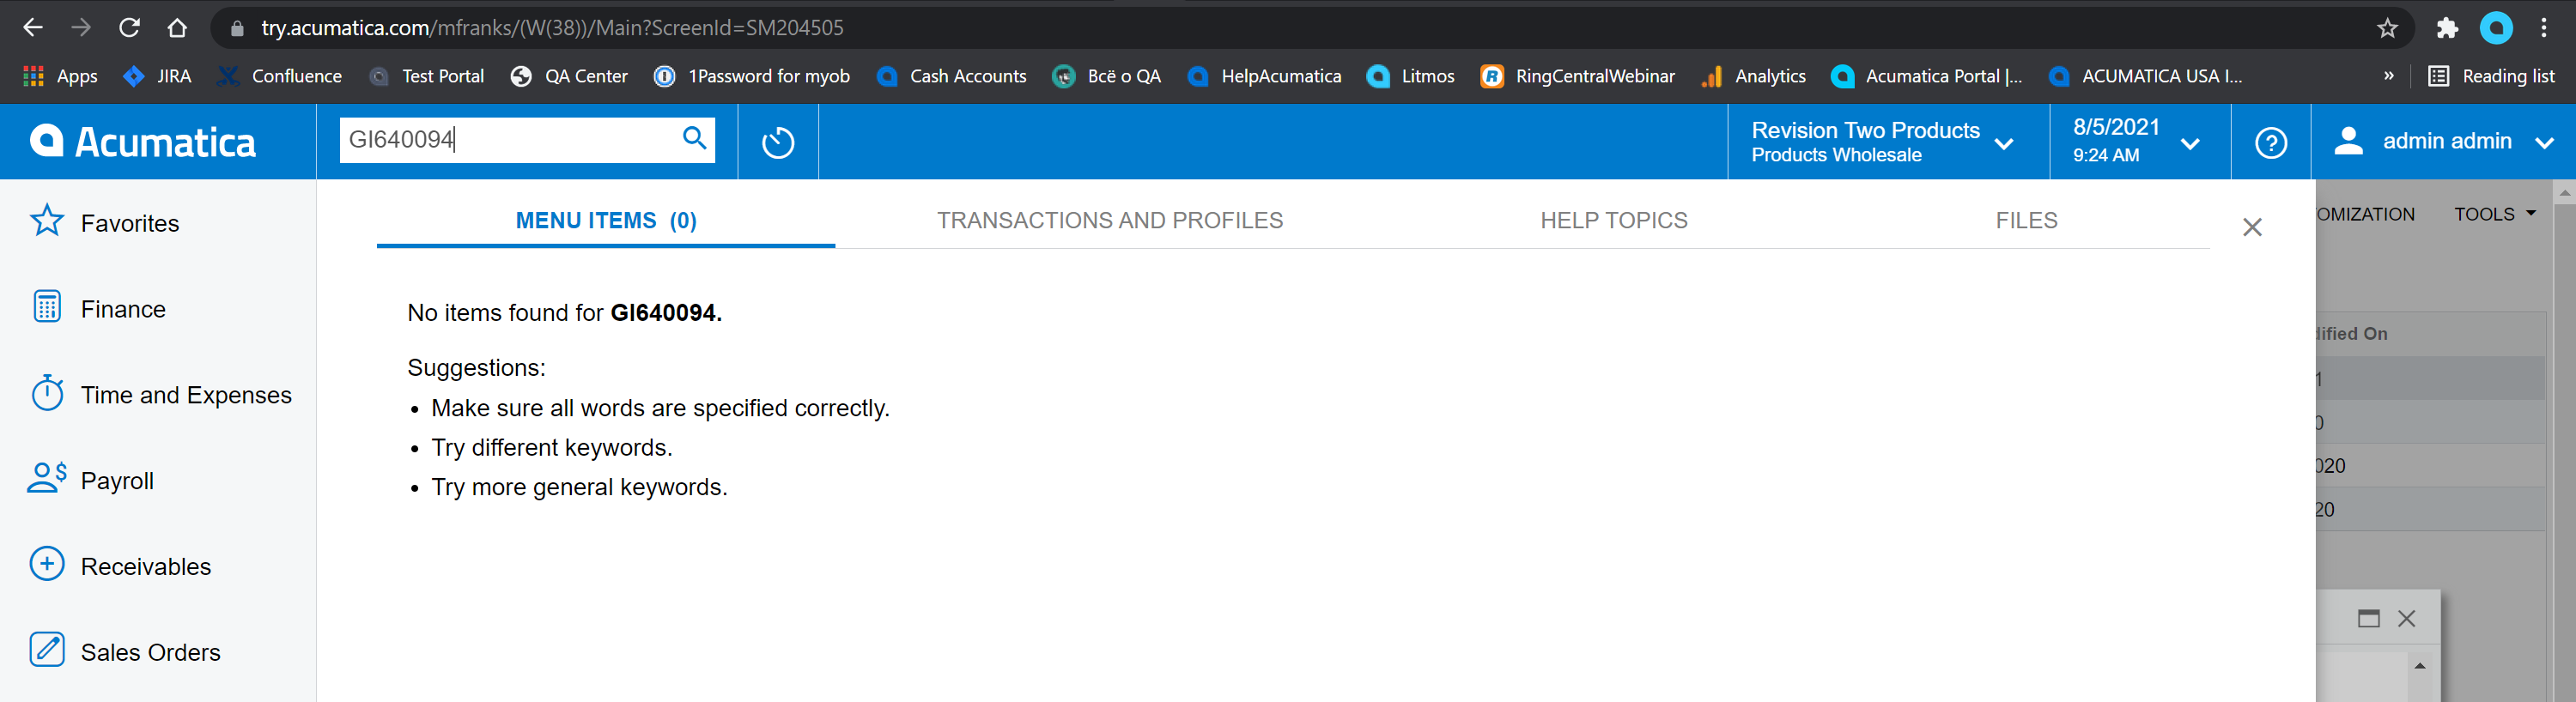 try.acumatica.com/mfranks/(W(38))/Main?ScreenId=SM204505
Apps JIRA Confluence Test Portal QA Center 1Password for myob Cash Accounts Всё о QA HelpAcumatica Litmos RingCentralWebinar Analytics Acumatica Portal |... ACUMATICA USA I... » Reading list
Acumatica GI640094 Revision Two Products 8/5/2021 admin admin
Products Wholesale 9:24 AM
MENU ITEMS (0) TRANSACTIONS AND PROFILES HELP TOPICS FILES OMIZATION TOOLS
Favorites
No items found for GI640094.
Finance
dified On
Suggestions:
1
Time and Expenses
Make sure all words are specified correctly.
0
Try different keywords.
020
Payroll
Try more general keywords.
20
Receivables
Sales Orders